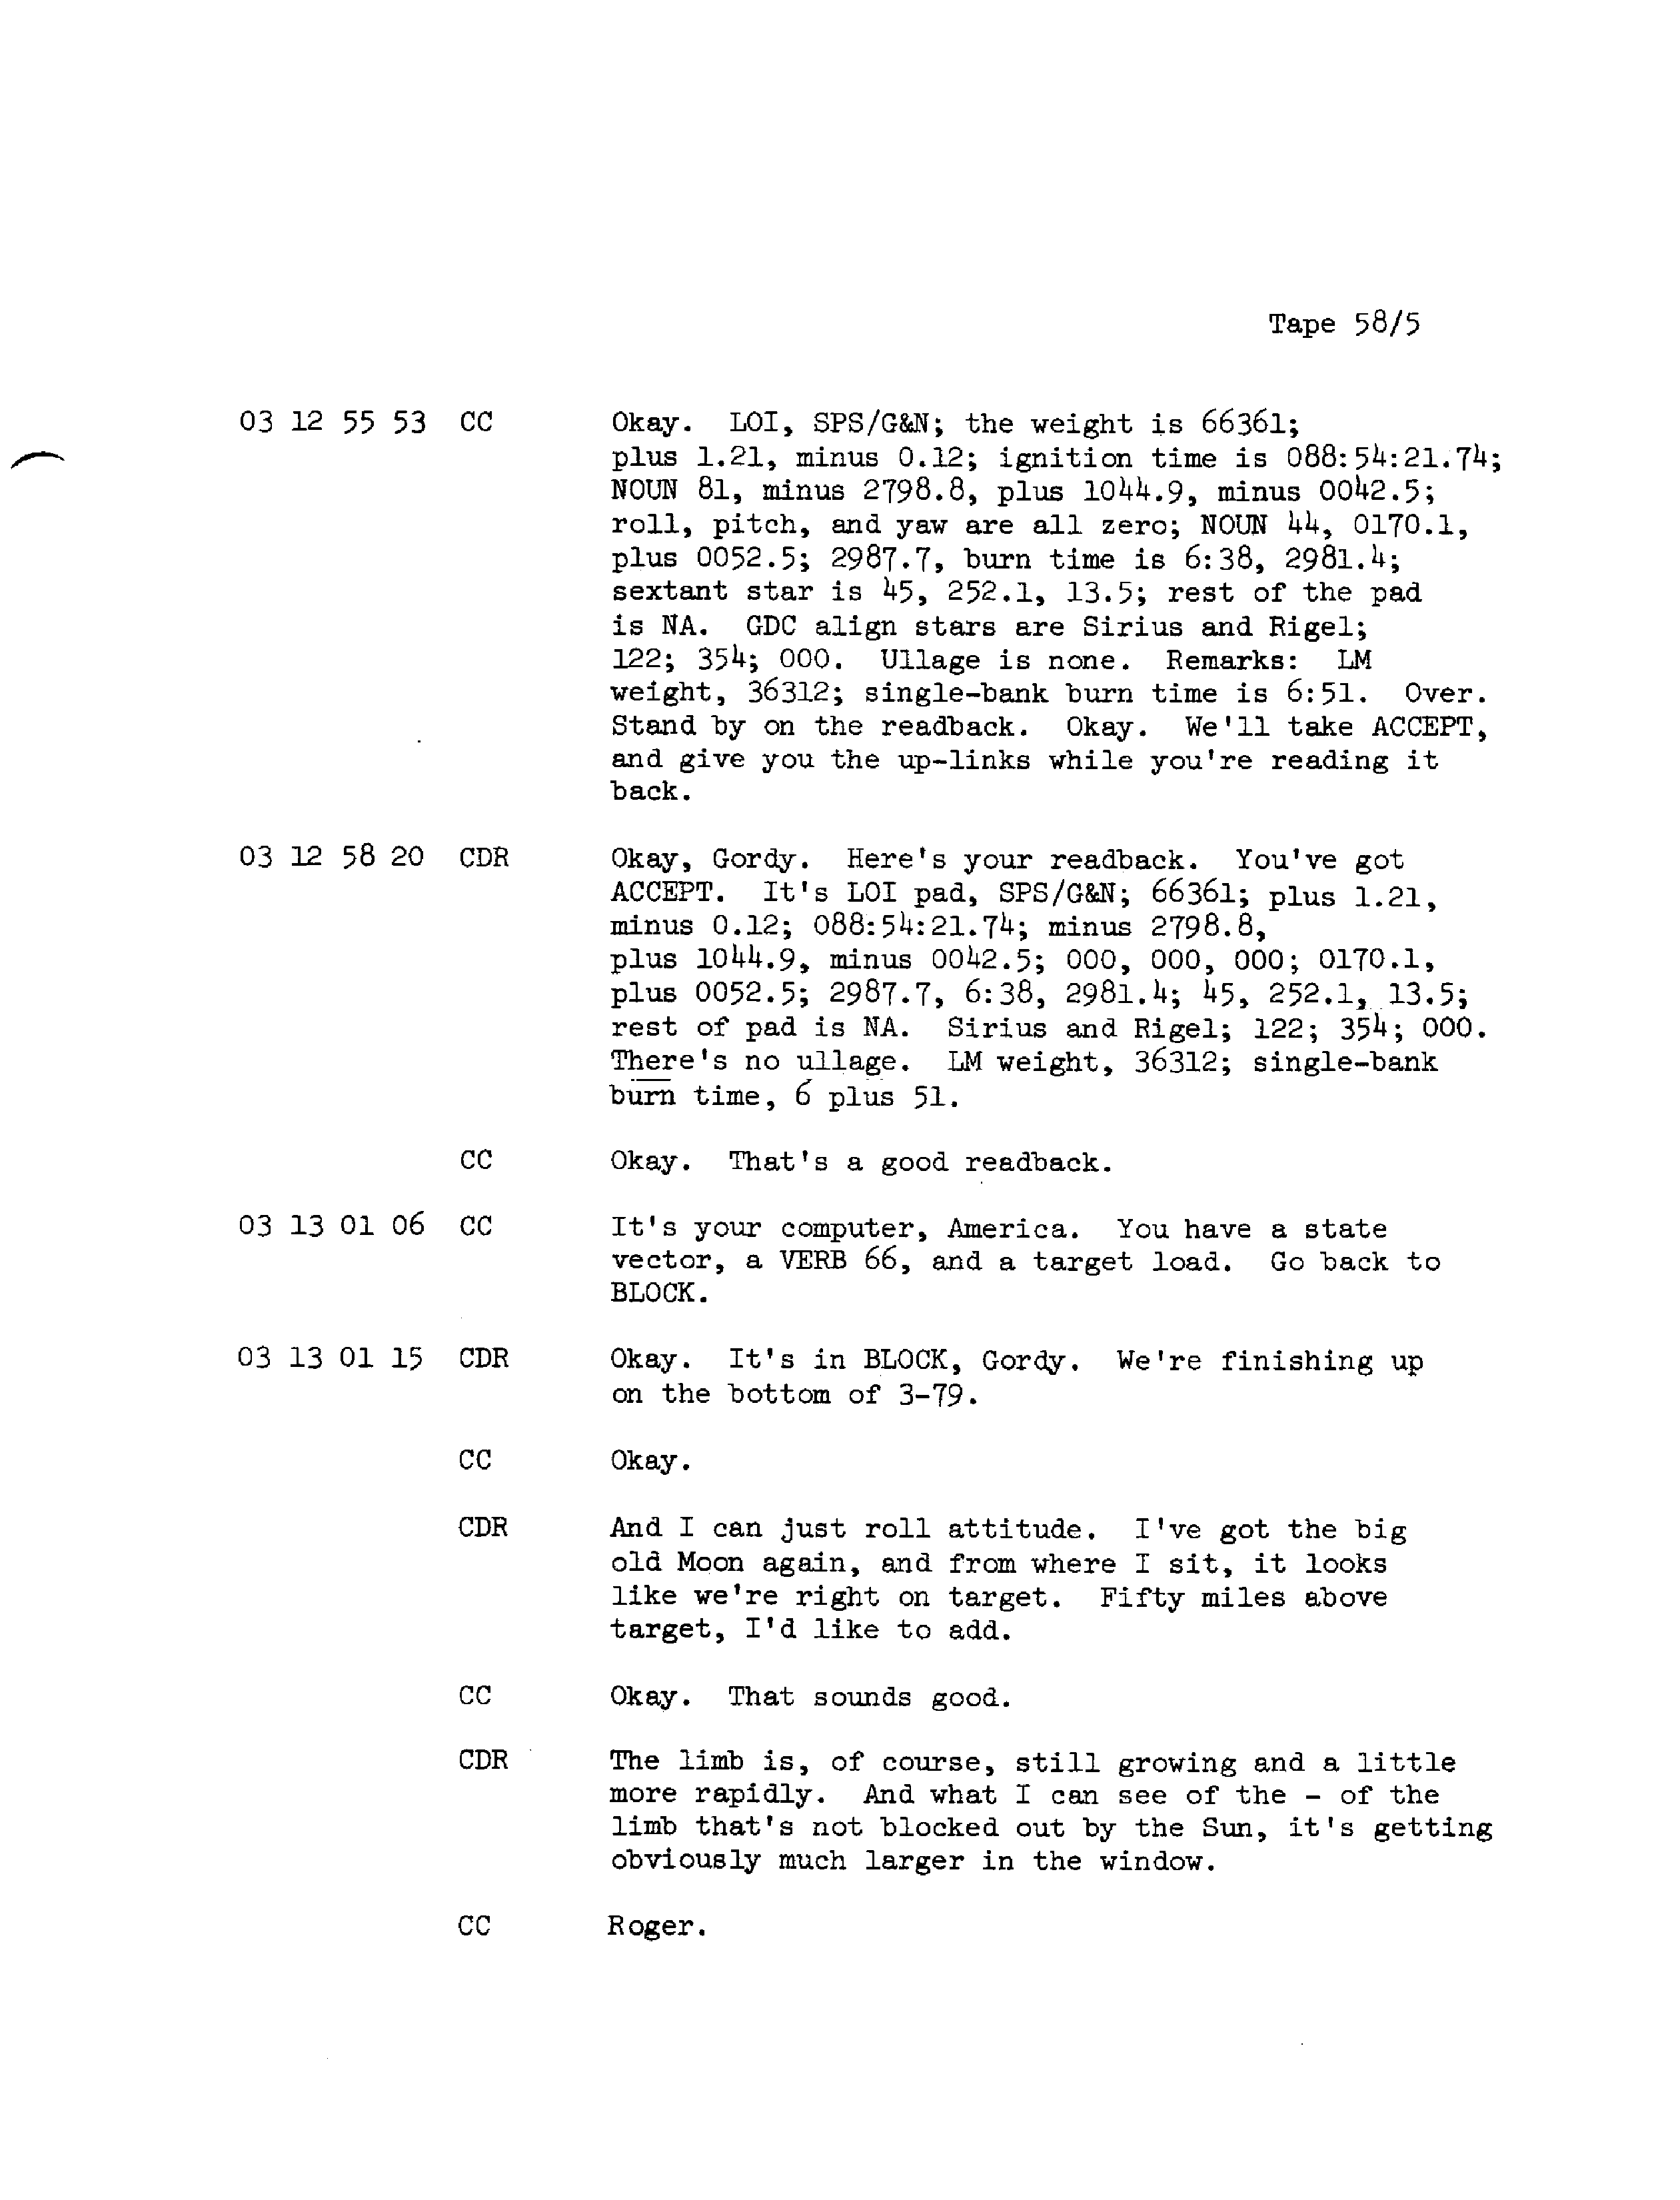 Tape 58/5
03 12 55 53 CC Okay. LOI, SPS/G&N; the weight is 66361;
plus 1.21, minus 0.12; ignition time is 088:54:21.74;
NOUN 81, minus 2798.8, plus 1044.9, minus 0042.5;
roll, pitch, and yaw are all zero; NOUN 44, 0170.1,
plus 0052.5; 2987.7, burn time is 6:38, 2981.4;
sextant star is 45, 252.1, 13.5; rest of the pad
is NA. GDC align stars are Sirius and Rigel;
122; 354; 000. Ullage is none. Remarks: LM
weight, 36312; single-bank burn time is 6:51. Over.
Stand by on the readback. Okay. We'll take ACCEPT,
and give you the up-links while you're reading it
back.
03 12 58 20 CDR Okay, Gordy. Here's your readback. You've got
ACCEPT. It's LOI pad, SPS/G&N; 66361; plus 1.21,
minus 0.12; 088:54:21.74; minus 2798.8,
plus 1044.9, minus 0042.5; 000, 000, 000; 0170.1,
plus 0052.5; 2987.7, 6:38, 2981.4; 45, 252.1, 13.5;
rest of pad is NA. Sirius and Rigel; 122; 354; 000.
There's no ullage. LM weight, 36312; single-bank
burn time, 6 plus 51.
CC Okay. That's a good readback.
03 13 01 06 CC It's your computer, America. You have a state
vector, a VERB 66, and a target load. Go back to
BLOCK.
03 13 01 15 CDR Okay. It's in BLOCK, Gordy. We're finishing up
on the bottom of 3-79.
CC Okay.
CDR And I can just roll attitude. I've got the big
old Moon again, and from where I sit, it looks
like we're right on target. Fifty miles above
target, I'd like to add.
CC Okay. That sounds good.
CDR The limb is, of course, still growing and a little
more rapidly. And what I can see of the - of the
limb that's not blocked out by the Sun, it's getting
obviously much larger in the window.
CC Roger.